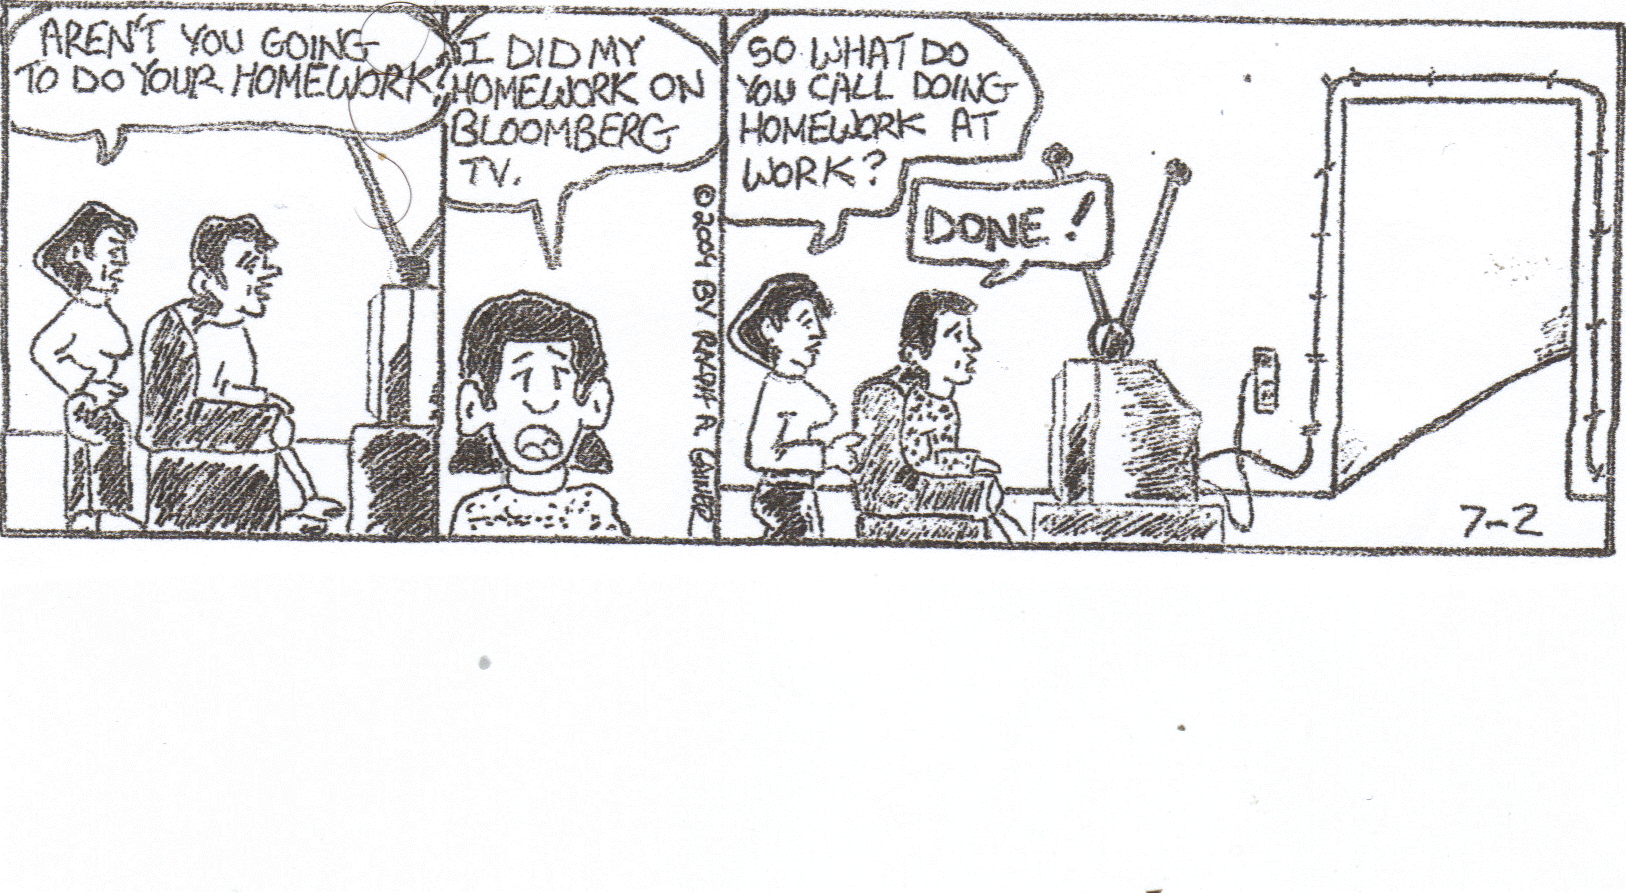 AREN'T YOU GOING
TO DO YOUR HOMEWORK?
I DID MY
HOMEWORK ON
BLOOMBERG
TV.
© 2004 BY RALPH A.
SO WHAT DO
YOU CALL DOING
HOMEWORK AT
WORK?
DONE!
7-2